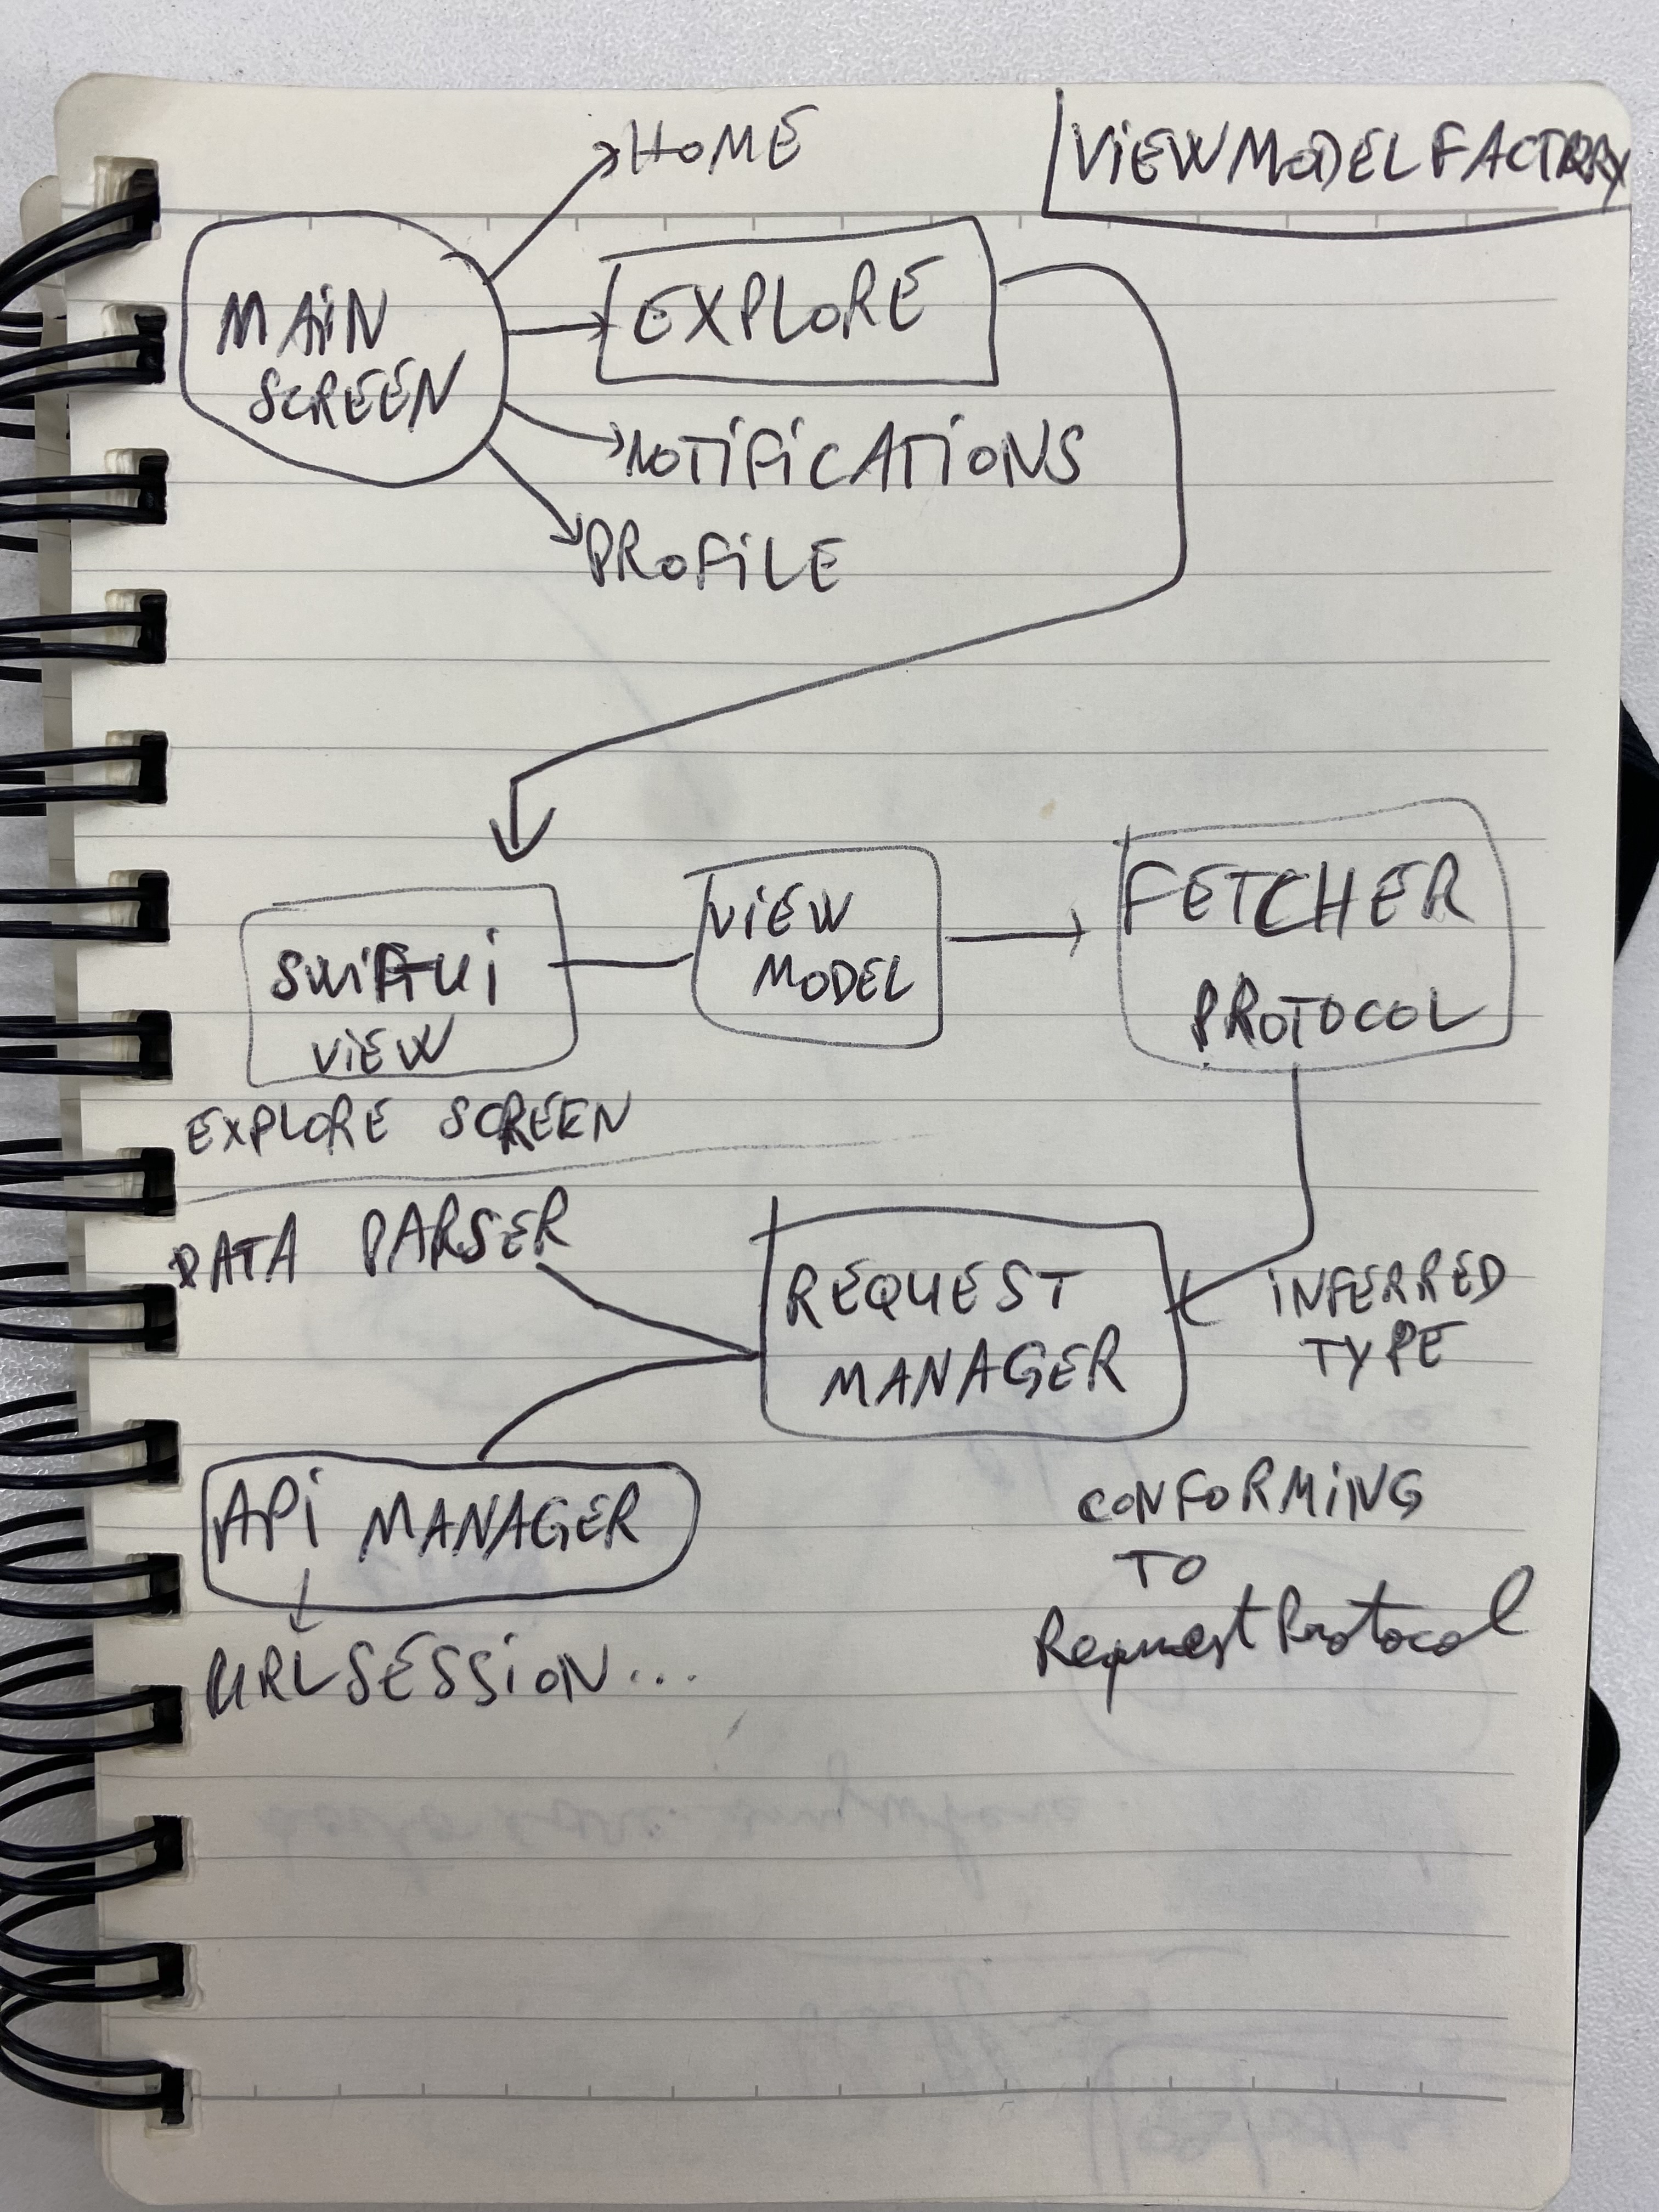 HOME
VIEWMODELFACTORY
MAIN
SCREEN
EXPLORE
NOTIFICATIONS
PROFILE
SWIFTUI
VIEW
VIEW
MODEL
FETCHER
PROTOCOL
EXPLORE SCREEN
DATA PARSER
REQUEST
MANAGER
INFERRED
TYPE
API MANAGER
URLSESSION...
CONFORMING
TO
RequestProtocol